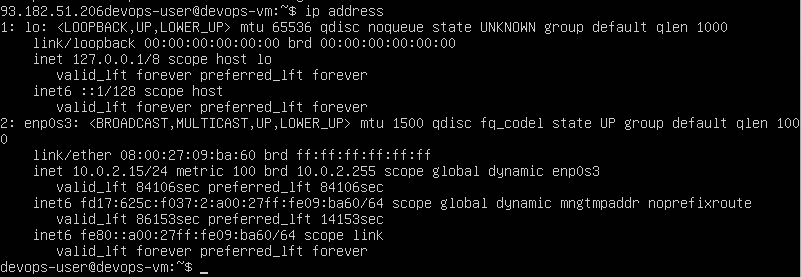 93.182.51.206devops-user@devops-vm:~$ ip address
1: lo: <LOOPBACK,UP,LOWER_UP> mtu 65536 qdisc noqueue state UNKNOWN group default qlen 1000
    link/loopback 00:00:00:00:00:00 brd 00:00:00:00:00:00
    inet 127.0.0.1/8 scope host lo
       valid_lft forever preferred_lft forever
    inet6 ::1/128 scope host
       valid_lft forever preferred_lft forever
2: enp0s3: <BROADCAST,MULTICAST,UP,LOWER_UP> mtu 1500 qdisc fq_codel state UP group default qlen 100
0
    link/ether 08:00:27:09:ba:60 brd ff:ff:ff:ff:ff:ff
    inet 10.0.2.15/24 metric 100 brd 10.0.2.255 scope global dynamic enp0s3
       valid_lft 84106sec preferred_lft 84106sec
    inet6 fd17:625c:f037:2:a00:27ff:fe09:ba60/64 scope global dynamic mngtmpaddr noprefixroute
       valid_lft 86153sec preferred_lft 14153sec
    inet6 fe80::a00:27ff:fe09:ba60/64 scope link
       valid_lft forever preferred_lft forever
devops-user@devops-vm:~$ _